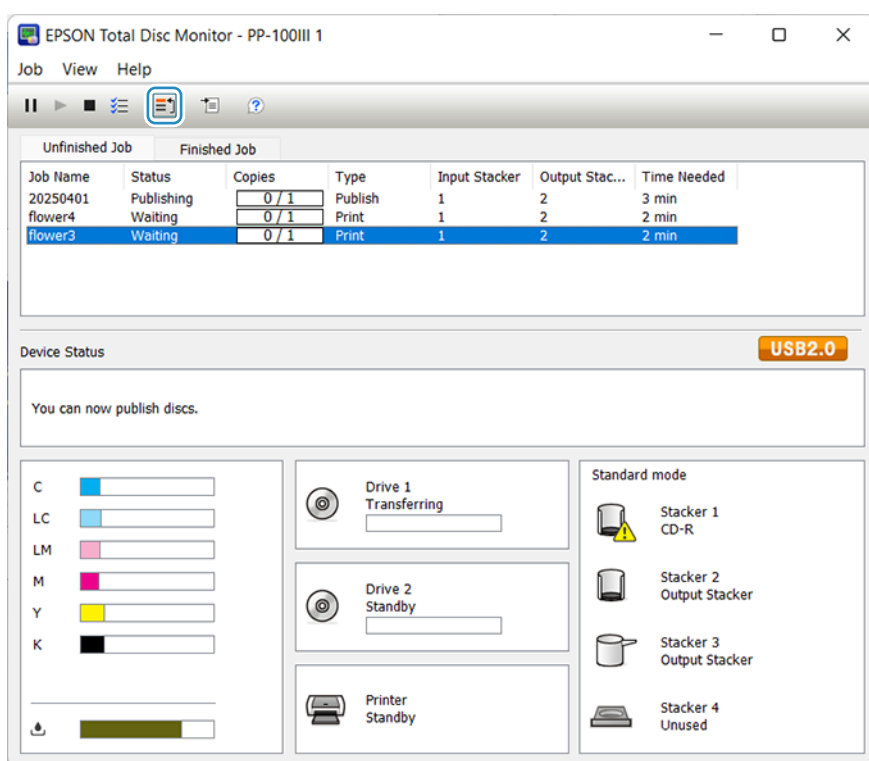 EPSON Total Disc Monitor - PP-100III 1
Job View Help
Unfinished Job Finished Job
Job Name Status Copies Type Input Stacker Output Stac... Time Needed
20250401 Publishing 0 / 1 Publish 1 2 3 min
flower4 Waiting 0 / 1 Print 1 2 2 min
flower3 Waiting 0 / 1 Print 1 2 2 min
Device Status
USB2.0
You can now publish discs.
C
LC
LM
M
Y
K
Drive 1
Transferring
Drive 2
Standby
Printer
Standby
Standard mode
Stacker 1
CD-R
Stacker 2
Output Stacker
Stacker 3
Output Stacker
Stacker 4
Unused